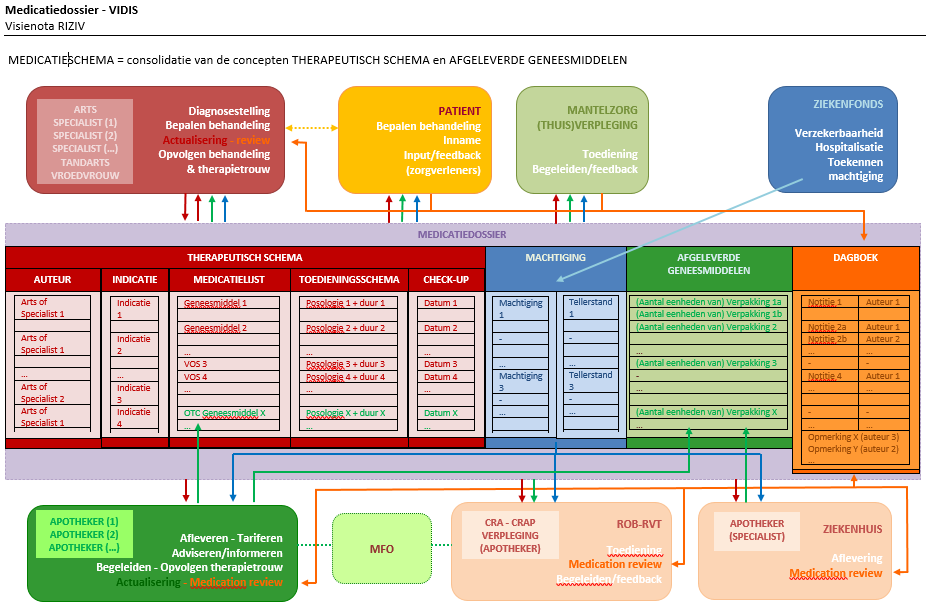 Medicatiedossier - VIDIS
Visienota RIZIV
MEDICATIESCHEMA = consolidatie van de concepten THERAPEUTISCH SCHEMA en AFGELEVERDE GENEESMIDDELEN
ARTS
SPECIALIST (1)
SPECIALIST (2)
SPECIALIST (...)
TANDARTS
VROEDVROUW
Diagnosestelling
Bepalen behandeling
Actualisering - review
Opvolgen behandeling
& therapietrouw
PATIENT
Bepalen behandeling
Inname
Input/feedback
(zorgverleners)
MANTELZORG
(THUIS)VERPLEGING
Toediening
Begeleiden/feedback
ZIEKENFONDS
Verzekerbaarheid
Hospitalisatie
Toekennen
machtiging
MEDICATIEDOSSIER
THERAPEUTISCH SCHEMA
AUTEUR
Arts of
Specialist 1
Arts of
Specialist 1
...
Arts of
Specialist 2
Arts of
Specialist 1
INDICATIE
Indicatie
1
Indicatie
2
Indicatie
3
Indicatie
4
MEDICATIELIJST
Geneesmiddel 1
Geneesmiddel 2
...
VOS 3
VOS 4
...
OTC Geneesmiddel X
...
TOEDIENINGSSCHEMA
Posologie 1 + duur 1
Posologie 2 + duur 2
...
Posologie 3 + duur 3
Posologie 4 + duur 4
...
Posologie X + duur X
...
CHECK-UP
Datum 1
Datum 2
...
Datum 3
Datum 4
...
Datum X
...
MACHTIGING
Machtiging
1
-
...
Machtiging
3
-
...
Tellerstand
1
-
...
Tellerstand
3
-
...
AFGELEVERDE
GENEESMIDDELEN
(Aantal eenheden van) Verpakking 1a
(Aantal eenheden van) Verpakking 1b
(Aantal eenheden van) Verpakking 2
...
(Aantal eenheden van) Verpakking 3
-
...
(Aantal eenheden van) Verpakking X
...
DAGBOEK
Notitie 1 Auteur 1
Notitie 2a Auteur 1
Notitie 2b Auteur 2
... ...
- -
Notitie 4 Auteur 1
... ...
- -
... ...
Opmerking X (auteur 3)
Opmerking Y (auteur 2)
...
APOTHEKER (1)
APOTHEKER (2)
APOTHEKER (...)
Afleveren - Tariferen
Adviseren/informeren
Begeleiden - Opvolgen therapietrouw
Actualisering - Medication review
MFO
CRA - CRAP
VERPLEGING
(APOTHEKER)
ROB-RVT
Toediening
Medication review
Begeleiden/feedback
APOTHEKER
(SPECIALIST)
ZIEKENHUIS
Aflevering
Medication review